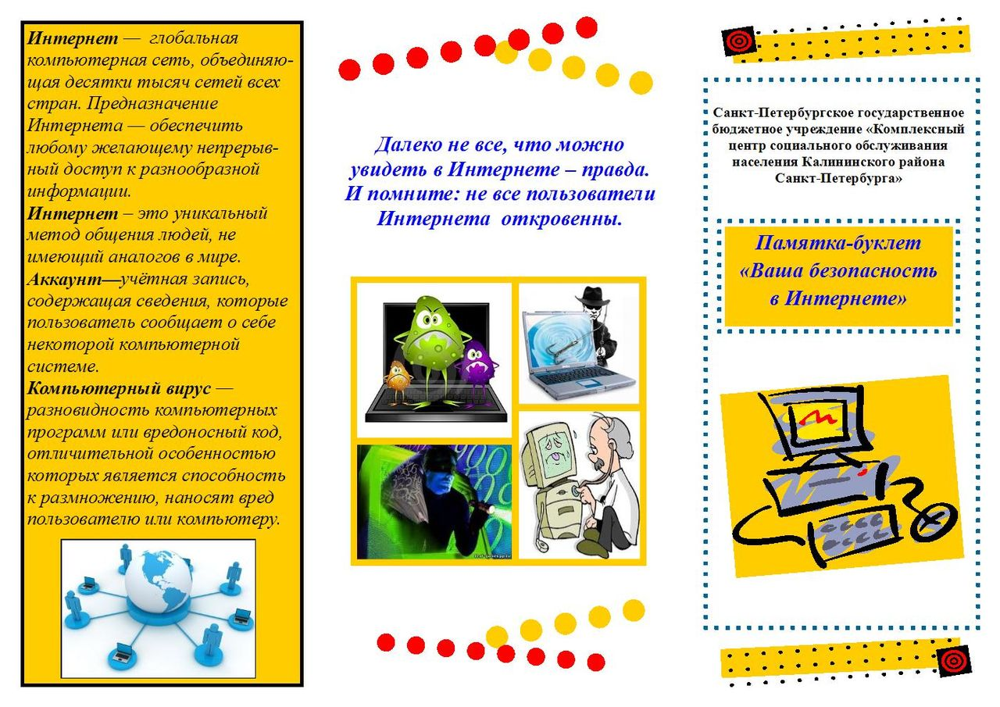 Интернет — глобальная
компьютерная сеть, объединяю-
щая десятки тысяч сетей всех
стран. Предназначение
Интернета — обеспечить
любому желающему непрерыв-
ный доступ к разнообразной
информации.
Интернет – это уникальный
метод общения людей, не
имеющий аналогов в мире.
Аккаунт—учётная запись,
содержащая сведения, которые
пользователь сообщает о себе
некоторой компьютерной
системе.
Компьютерный вирус —
разновидность компьютерных
программ или вредоносный код,
отличительной особенностью
которых является способность
к размножению, наносят вред
пользователю или компьютеру.
Далеко не все, что можно
увидеть в Интернете – правда.
И помните: не все пользователи
Интернета откровенны.
Санкт-Петербургское государственное
бюджетное учреждение «Комплексный
центр социального обслуживания
населения Калининского района
Санкт-Петербурга»
Памятка-буклет
«Ваша безопасность
в Интернете»